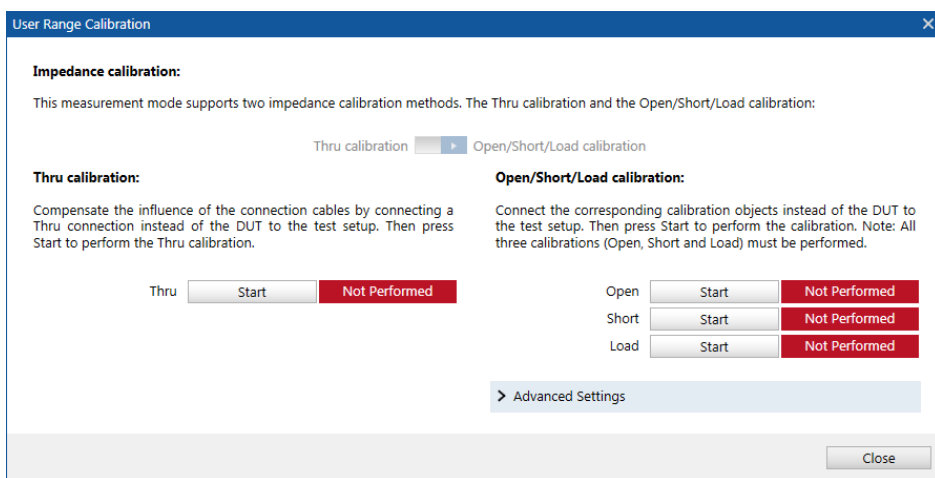 User Range Calibration
Impedance calibration:
This measurement mode supports two impedance calibration methods. The Thru calibration and the Open/Short/Load calibration:
Thru calibration Open/Short/Load calibration
Thru calibration:
Compensate the influence of the connection cables by connecting a
Thru connection instead of the DUT to the test setup. Then press
Start to perform the Thru calibration.
Thru Start Not Performed
Open/Short/Load calibration:
Connect the corresponding calibration objects instead of the DUT to
the test setup. Then press Start to perform the calibration. Note: All
three calibrations (Open, Short and Load) must be performed.
Open Start Not Performed
Short Start Not Performed
Load Start Not Performed
Advanced Settings
Close